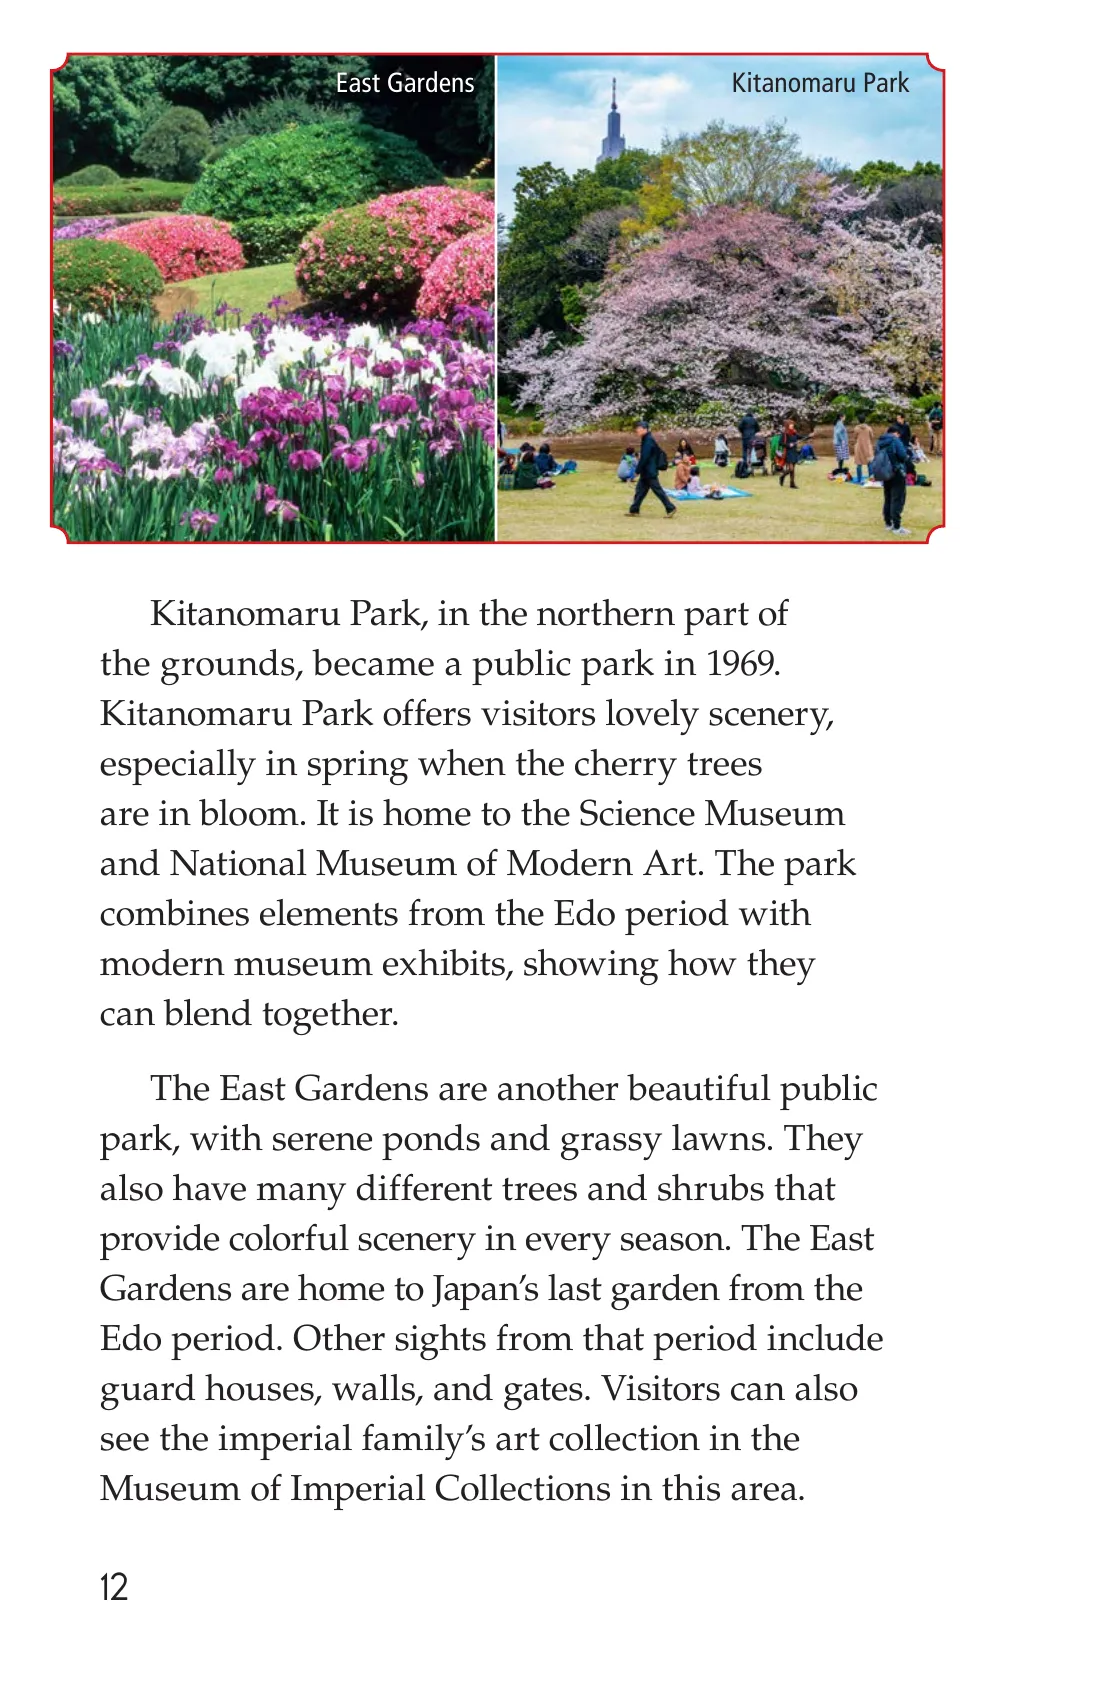 East Gardens
Kitanomaru Park
Kitanomaru Park, in the northern part of
the grounds, became a public park in 1969.
Kitanomaru Park offers visitors lovely scenery,
especially in spring when the cherry trees
are in bloom. It is home to the Science Museum
and National Museum of Modern Art. The park
combines elements from the Edo period with
modern museum exhibits, showing how they
can blend together.
The East Gardens are another beautiful public
park, with serene ponds and grassy lawns. They
also have many different trees and shrubs that
provide colorful scenery in every season. The East
Gardens are home to Japan’s last garden from the
Edo period. Other sights from that period include
guard houses, walls, and gates. Visitors can also
see the imperial family’s art collection in the
Museum of Imperial Collections in this area.
12